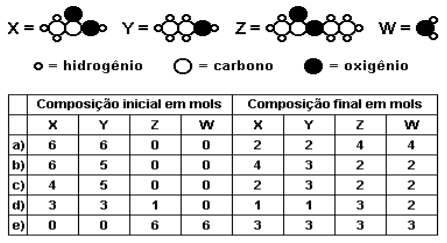 X = Y = Z = W =
= hidrogênio = carbono = oxigênio
Composição inicial em mols Composição final em mols
X Y Z W X Y Z W
a) 6 6 0 0 2 2 4 4
b) 6 5 0 0 4 3 2 2
c) 4 5 0 0 2 3 2 2
d) 3 3 1 0 1 1 3 2
e) 0 0 6 6 3 3 3 3